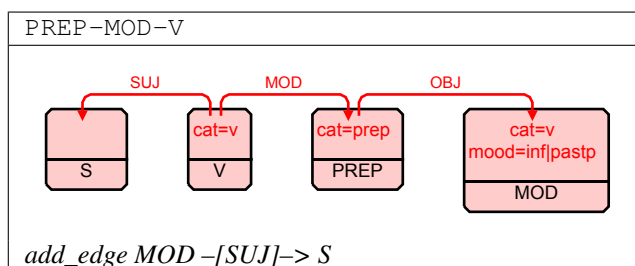 PREP-MOD-V
SUJ MOD OBJ
cat=v cat=prep cat=v
mood=inf|pastp
S V PREP MOD
add_edge MOD –[SUJ]–> S